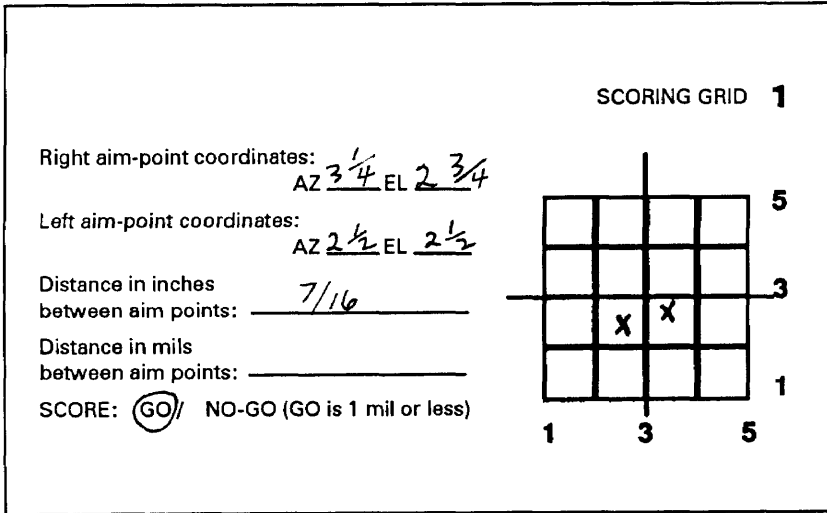 SCORING GRID 1
Right aim-point coordinates:
AZ 3 1/4 EL 2 3/4
Left aim-point coordinates:
AZ 2 1/2 EL 2 1/2
Distance in inches
between aim points: 7/16
Distance in mils
between aim points:
SCORE: GO/ NO-GO (GO is 1 mil or less)
5
3
1
1 3 5
X X